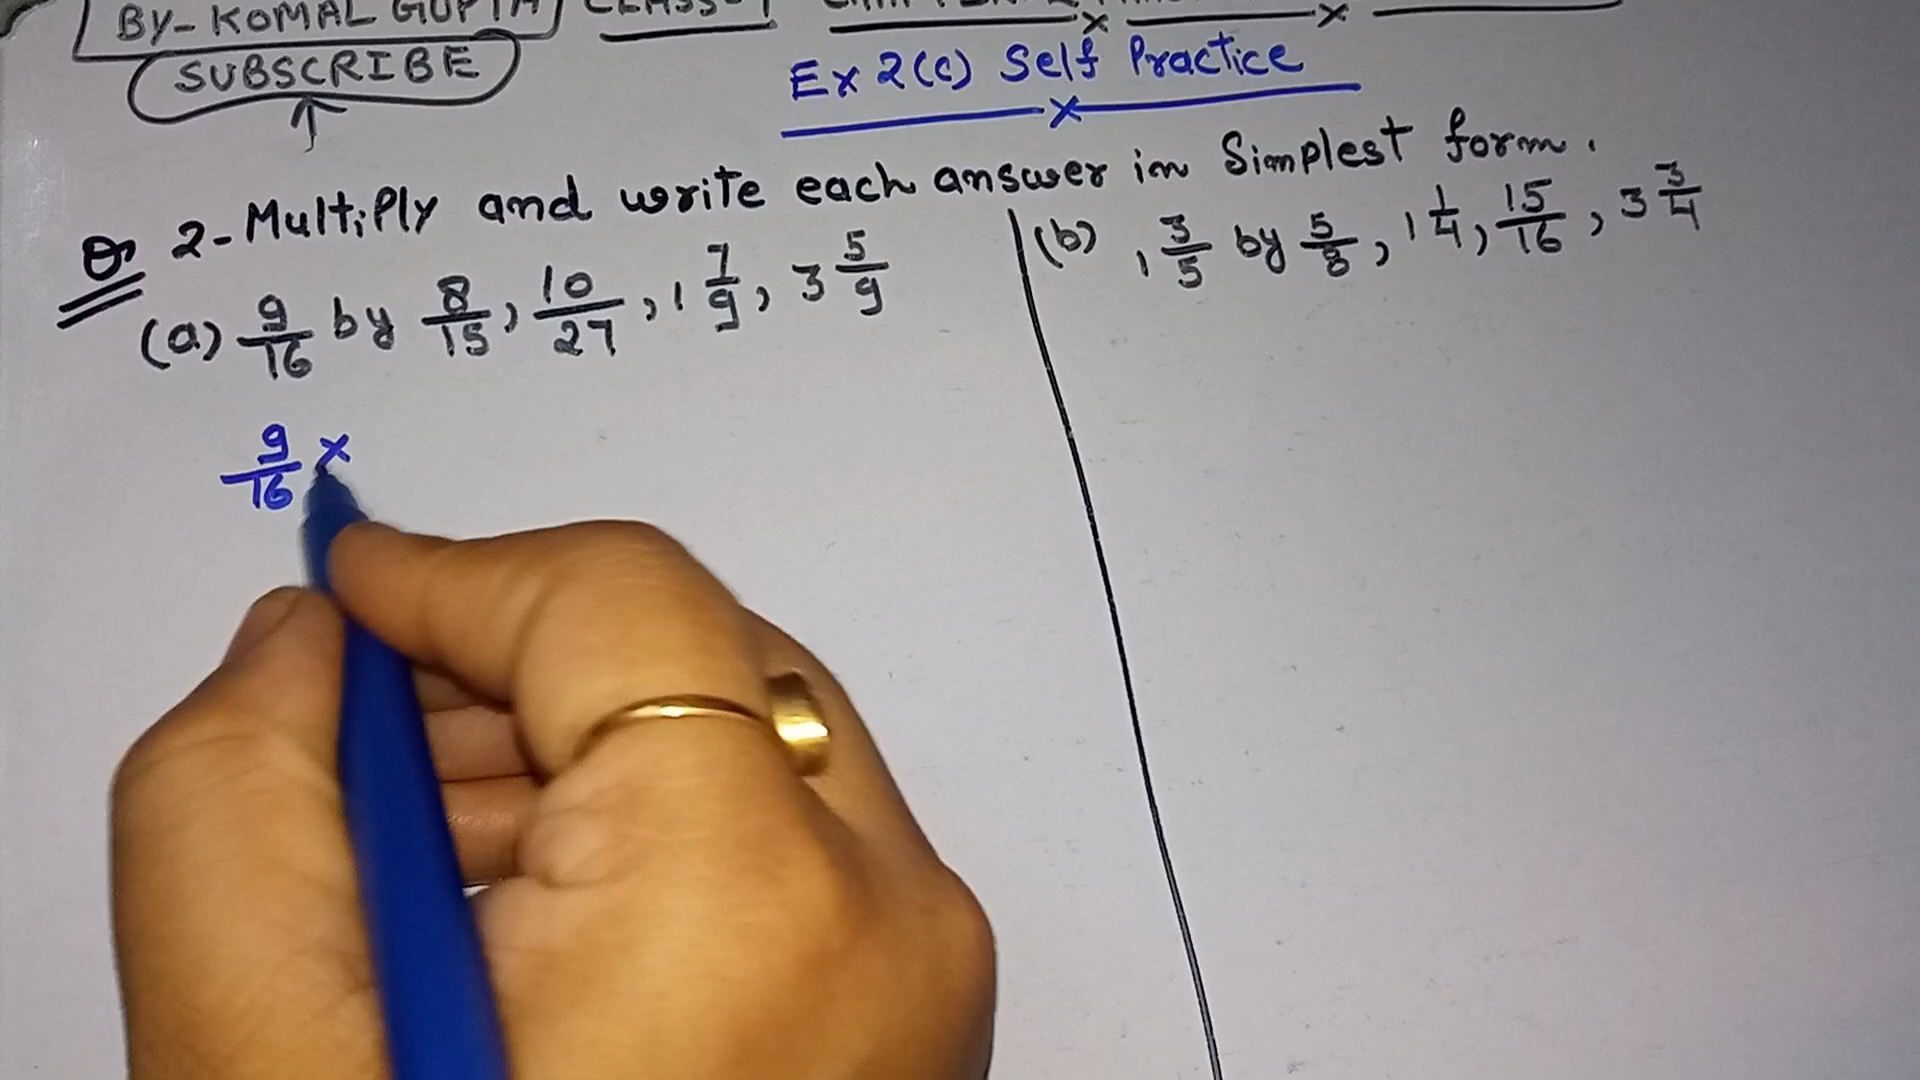 BY-KOMAL GUPTA
SUBSCRIBE
Ex 2(c) Self Practice
Q 2-Multiply and write each answer in Simplest form.
(a) 9/16 by 8/15, 10/27, 1 7/9, 3 5/9
(b) 1 3/5 by 5/8, 1 1/4, 15/16, 3 3/4
9/16 ×